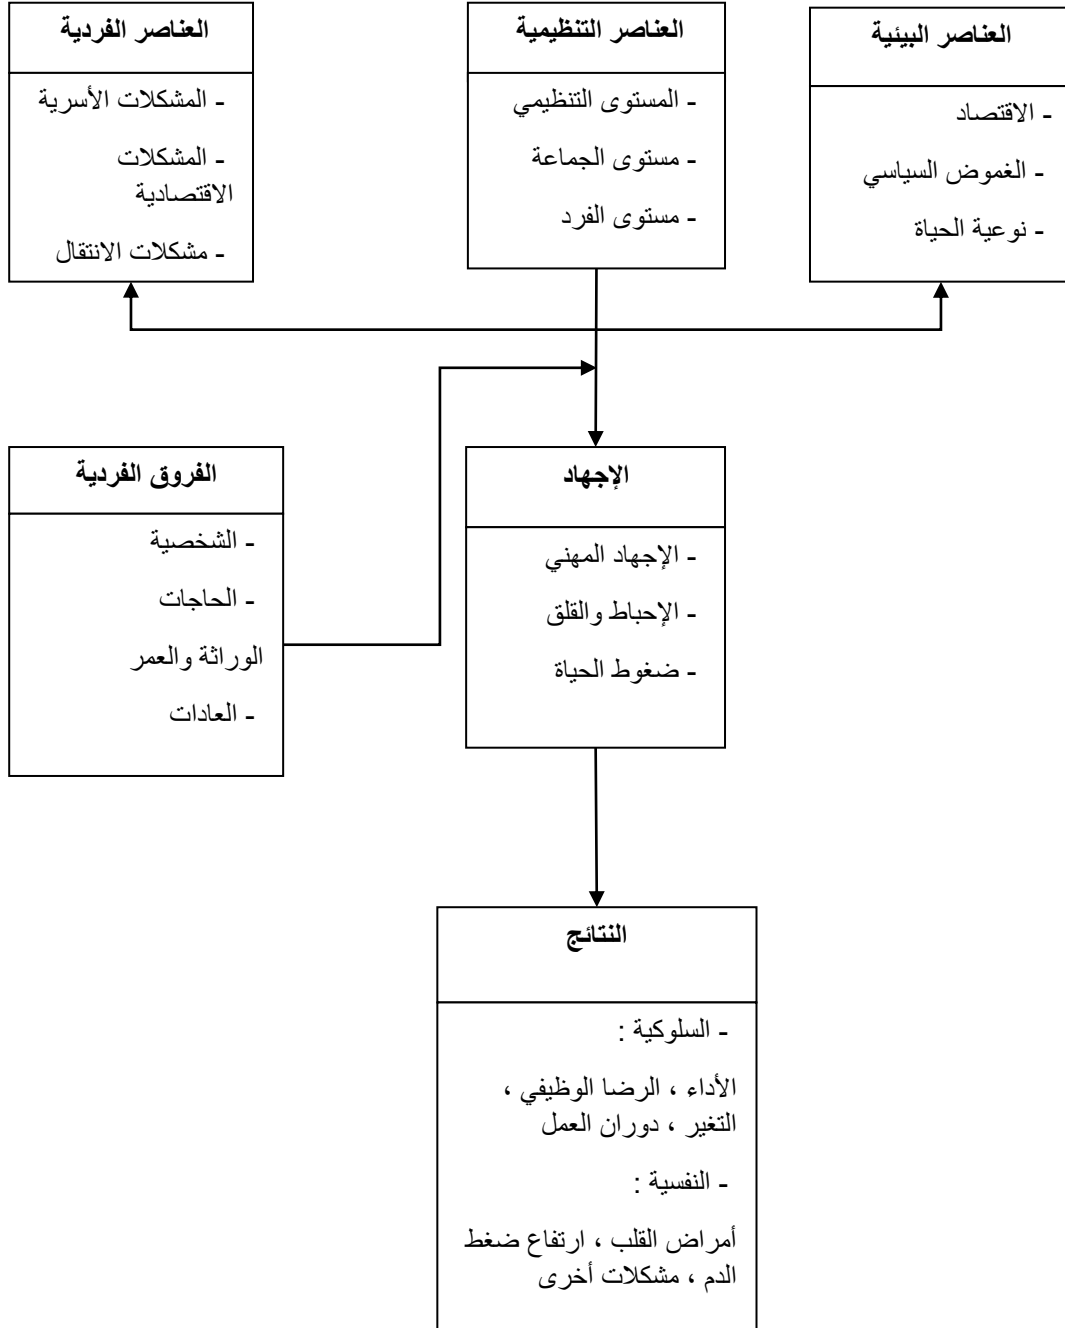 العناصر البيئية
- الاقتصاد
- الغموض السياسي
- نوعية الحياة
العناصر التنظيمية
- المستوى التنظيمي
- مستوى الجماعة
- مستوى الفرد
العناصر الفردية
- المشكلات الأسرية
- المشكلات
الاقتصادية
- مشكلات الانتقال
الإجهاد
- الإجهاد المهني
- الإحباط والقلق
- ضغوط الحياة
الفروق الفردية
- الشخصية
- الحاجات
الوراثة والعمر
- العادات
النتائج
- السلوكية :
الأداء ، الرضا الوظيفي ،
التغير ، دوران العمل
- النفسية :
أمراض القلب ، ارتفاع ضغط
الدم ، مشكلات أخرى